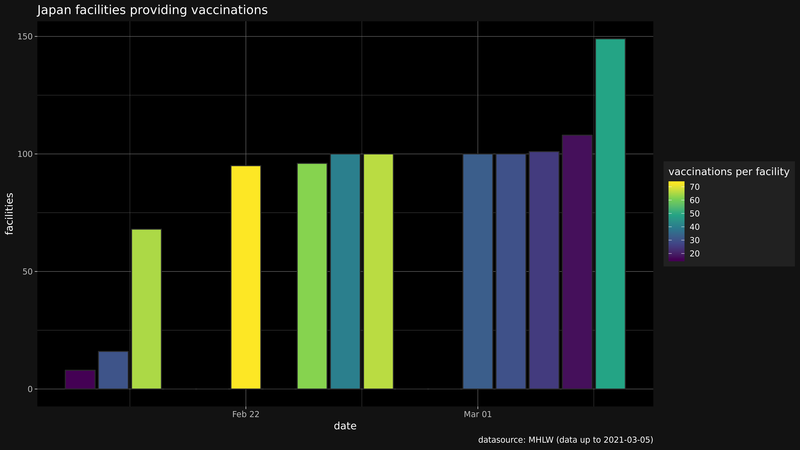 Japan facilities providing vaccinations
150
100
50
0
facilities
Feb 22
Mar 01
date
vaccinations per facility
70
60
50
40
30
20
datasource: MHLW (data up to 2021-03-05)